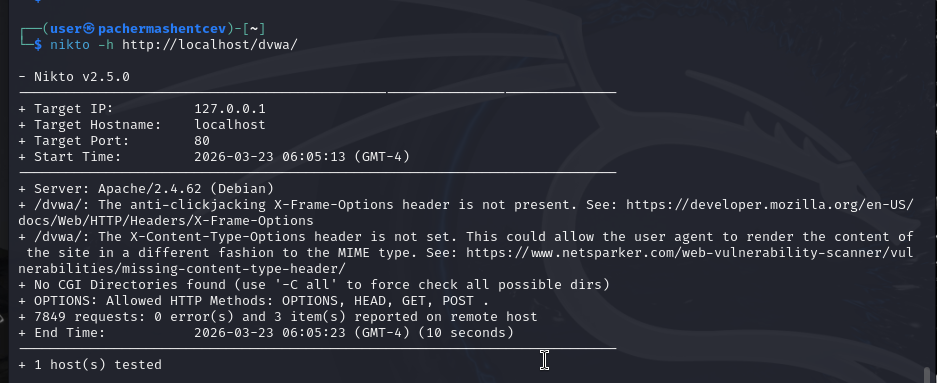 (user㉿pachermashentcev)-[~]
$ nikto -h http://localhost/dvwa/
- Nikto v2.5.0
+ Target IP: 127.0.0.1
+ Target Hostname: localhost
+ Target Port: 80
+ Start Time: 2026-03-23 06:05:13 (GMT-4)
+ Server: Apache/2.4.62 (Debian)
+ /dvwa/: The anti-clickjacking X-Frame-Options header is not present. See: https://developer.mozilla.org/en-US/
docs/Web/HTTP/Headers/X-Frame-Options
+ /dvwa/: The X-Content-Type-Options header is not set. This could allow the user agent to render the content of
the site in a different fashion to the MIME type. See: https://www.netsparker.com/web-vulnerability-scanner/vul
nerabilities/missing-content-type-header/
+ No CGI Directories found (use '-C all' to force check all possible dirs)
+ OPTIONS: Allowed HTTP Methods: OPTIONS, HEAD, GET, POST .
+ 7849 requests: 0 error(s) and 3 item(s) reported on remote host
+ End Time: 2026-03-23 06:05:23 (GMT-4) (10 seconds)
+ 1 host(s) tested